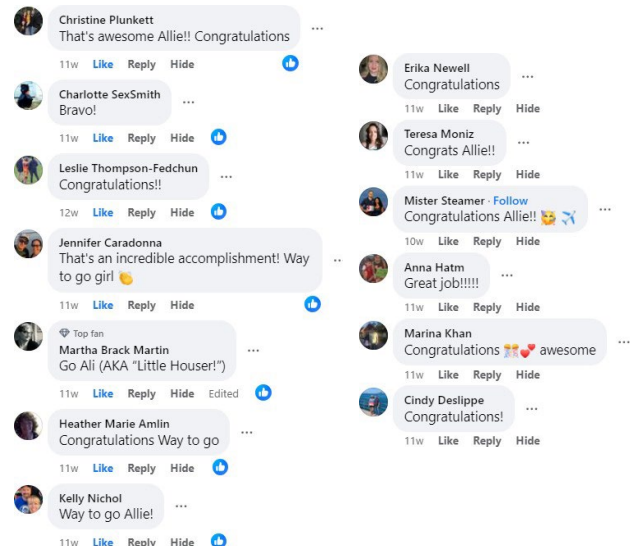 Christine Plunkett
That's awesome Allie!! Congratulations
11w Like Reply Hide
Charlotte SexSmith
Bravo!
11w Like Reply Hide
Leslie Thompson-Fedchun
Congratulations!!
12w Like Reply Hide
Jennifer Caradonna
That's an incredible accomplishment! Way
to go girl 👏
11w Like Reply Hide
Top fan
Martha Brack Martin
Go Ali (AKA “Little Houser!”)
11w Like Reply Hide Edited
Heather Marie Amlin
Congratulations Way to go
11w Like Reply Hide
Kelly Nichol
Way to go Allie!
11w Like Reply Hide
Erika Newell
Congratulations
11w Like Reply Hide
Teresa Moniz
Congrats Allie!!
11w Like Reply Hide
Mister Steamer · Follow
Congratulations Allie!! 🥰 ✈️
10w Like Reply Hide
Anna Hatm
Great job!!!!!
11w Like Reply Hide
Marina Khan
Congratulations 🎊💕 awesome
11w Like Reply Hide
Cindy Deslippe
Congratulations!
11w Like Reply Hide